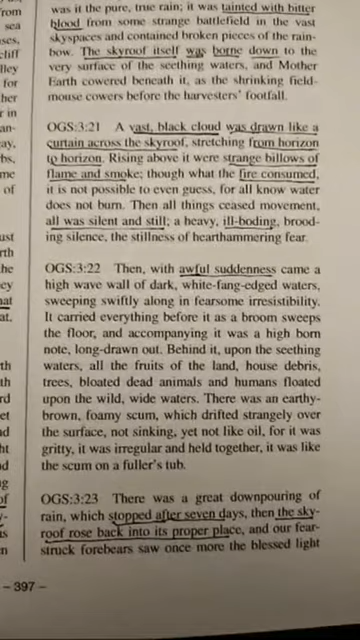 was it the pure, true rain; it was tainted with bitter
blood from some strange battlefield in the vast
skyspaces and contained broken pieces of the rain-
bow. The skyroof itself was borne down to the
very surface of the seething waters, and Mother
Earth cowered beneath it, as the shrinking field-
mouse cowers before the harvesters' footfall.
OGS:3:21 A vast, black cloud was drawn like a
curtain across the skyroof, stretching from horizon
to horizon. Rising above it were strange billows of
flame and smoke; though what the fire consumed,
it is not possible to even guess, for all know water
does not burn. Then all things ceased movement,
all was silent and still; a heavy, ill-boding, brood-
ing silence, the stillness of hearthammering fear.
OGS:3:22 Then, with awful suddenness came a
high wave wall of dark, white-fang-edged waters,
sweeping swiftly along in fearsome irresistibility.
It carried everything before it as a broom sweeps
the floor, and accompanying it was a high born
note, long-drawn out. Behind it, upon the seething
waters, all the fruits of the land, house debris,
trees, bloated dead animals and humans floated
upon the wild, wide waters. There was an earthy-
brown, foamy scum, which drifted strangely over
the surface, not sinking, yet not like oil, for it was
gritty, it was irregular and held together, it was like
the scum on a fuller's tub.
OGS:3:23 There was a great downpouring of
rain, which stopped after seven days, then the sky-
roof rose back into its proper place, and our fear-
struck forebears saw once more the blessed light
– 397 –